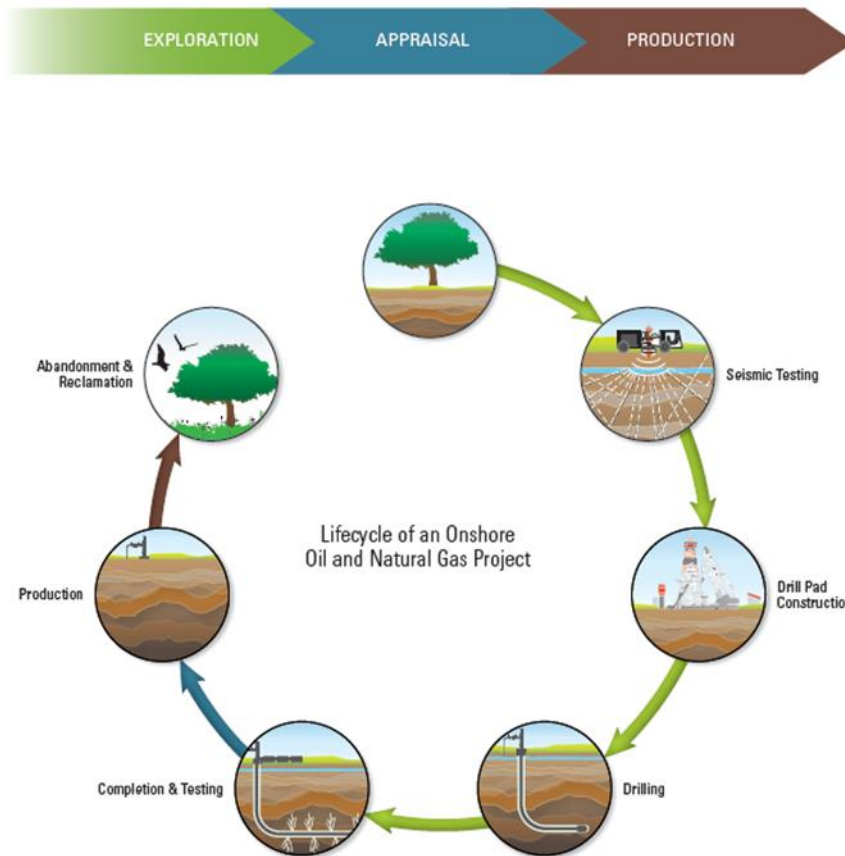 EXPLORATION
APPRAISAL
PRODUCTION
Abandonment &
Reclamation
Seismic Testing
Lifecycle of an Onshore
Oil and Natural Gas Project
Production
Drill Pad
Constructio
Completion & Testing
Drilling